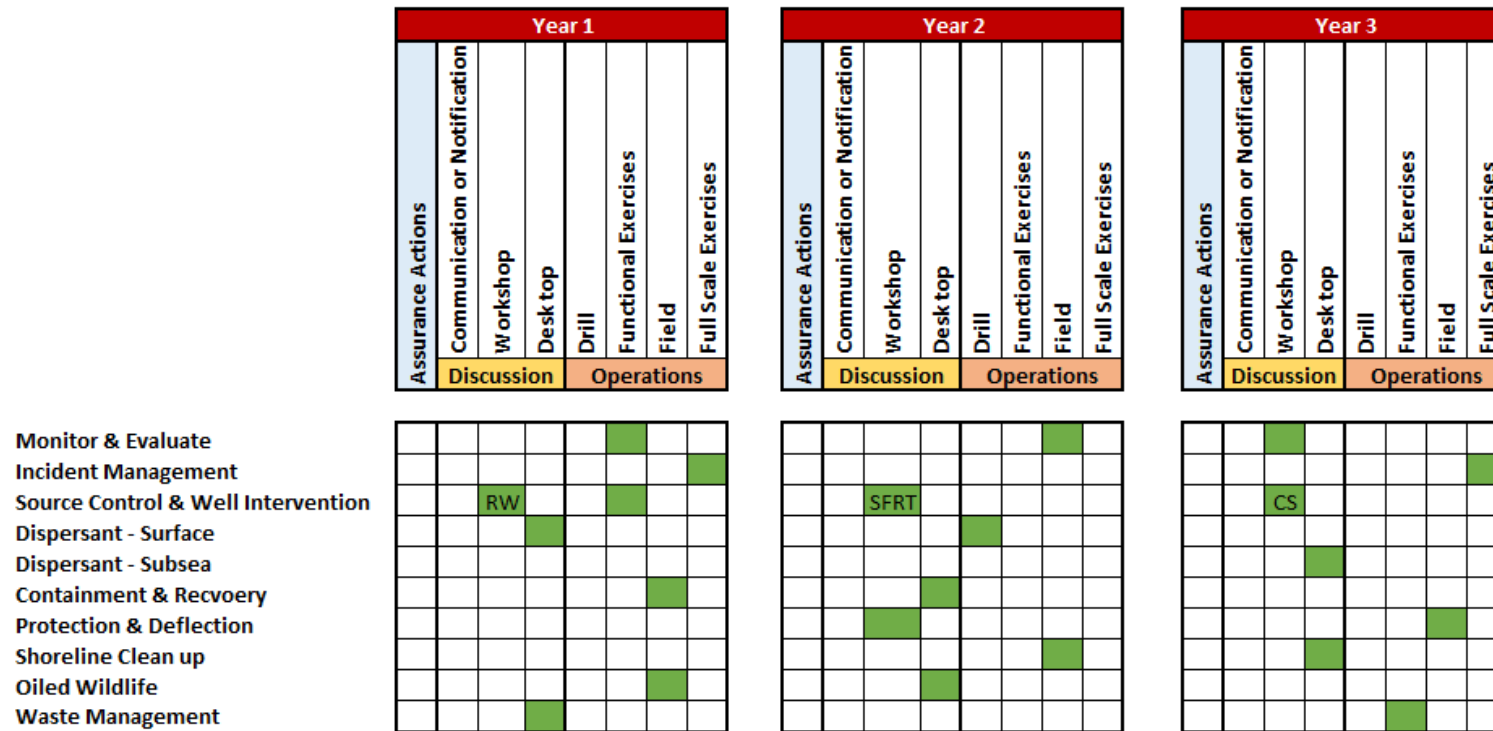 Year 1
Assurance Actions
Communication or Notification
Workshop
Desk top
Drill
Functional Exercises
Field
Full Scale Exercises
Discussion
Operations
Year 2
Assurance Actions
Communication or Notification
Workshop
Desk top
Drill
Functional Exercises
Field
Full Scale Exercises
Discussion
Operations
Year 3
Assurance Actions
Communication or Notification
Workshop
Desk top
Drill
Functional Exercises
Field
Full Scale Exercises
Discussion
Operations
Monitor & Evaluate
Incident Management
Source Control & Well Intervention RW SFRT CS
Dispersant - Surface
Dispersant - Subsea
Containment & Recvoery
Protection & Deflection
Shoreline Clean up
Oiled Wildlife
Waste Management